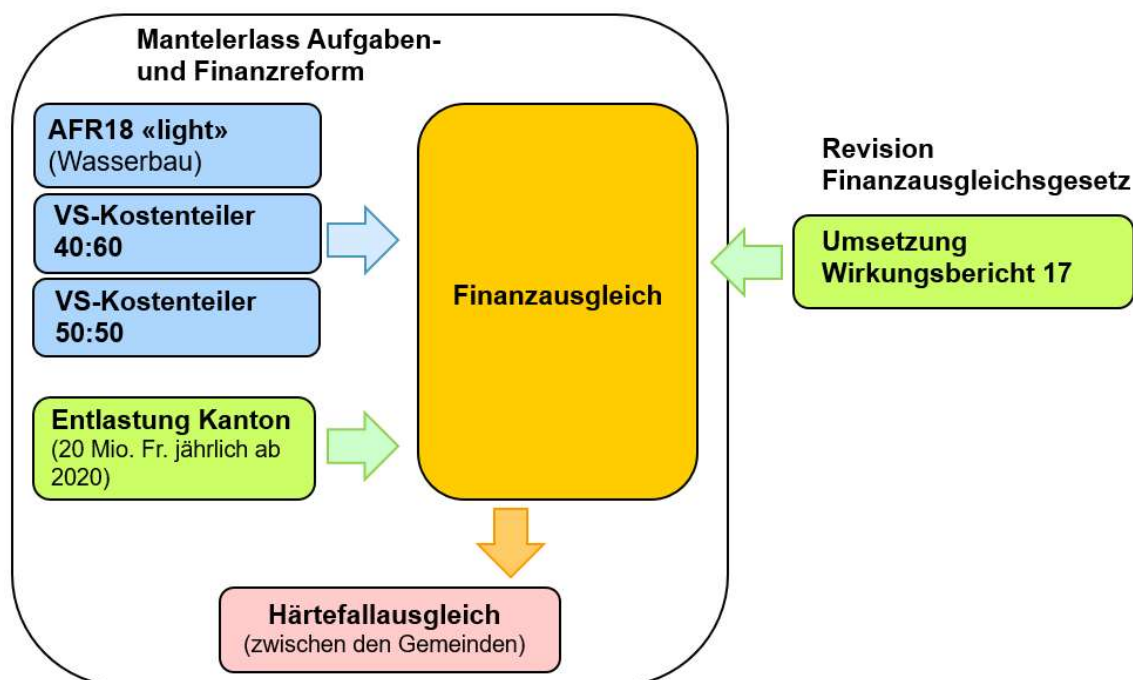 Mantelerlass Aufgaben-
und Finanzreform
AFR18 «light»
(Wasserbau)
VS-Kostenteiler
40:60
VS-Kostenteiler
50:50
Entlastung Kanton
(20 Mio. Fr. jährlich ab
2020)
Finanzausgleich
Härtefallausgleich
(zwischen den Gemeinden)
Revision
Finanzausgleichsgesetz
Umsetzung
Wirkungsbericht 17